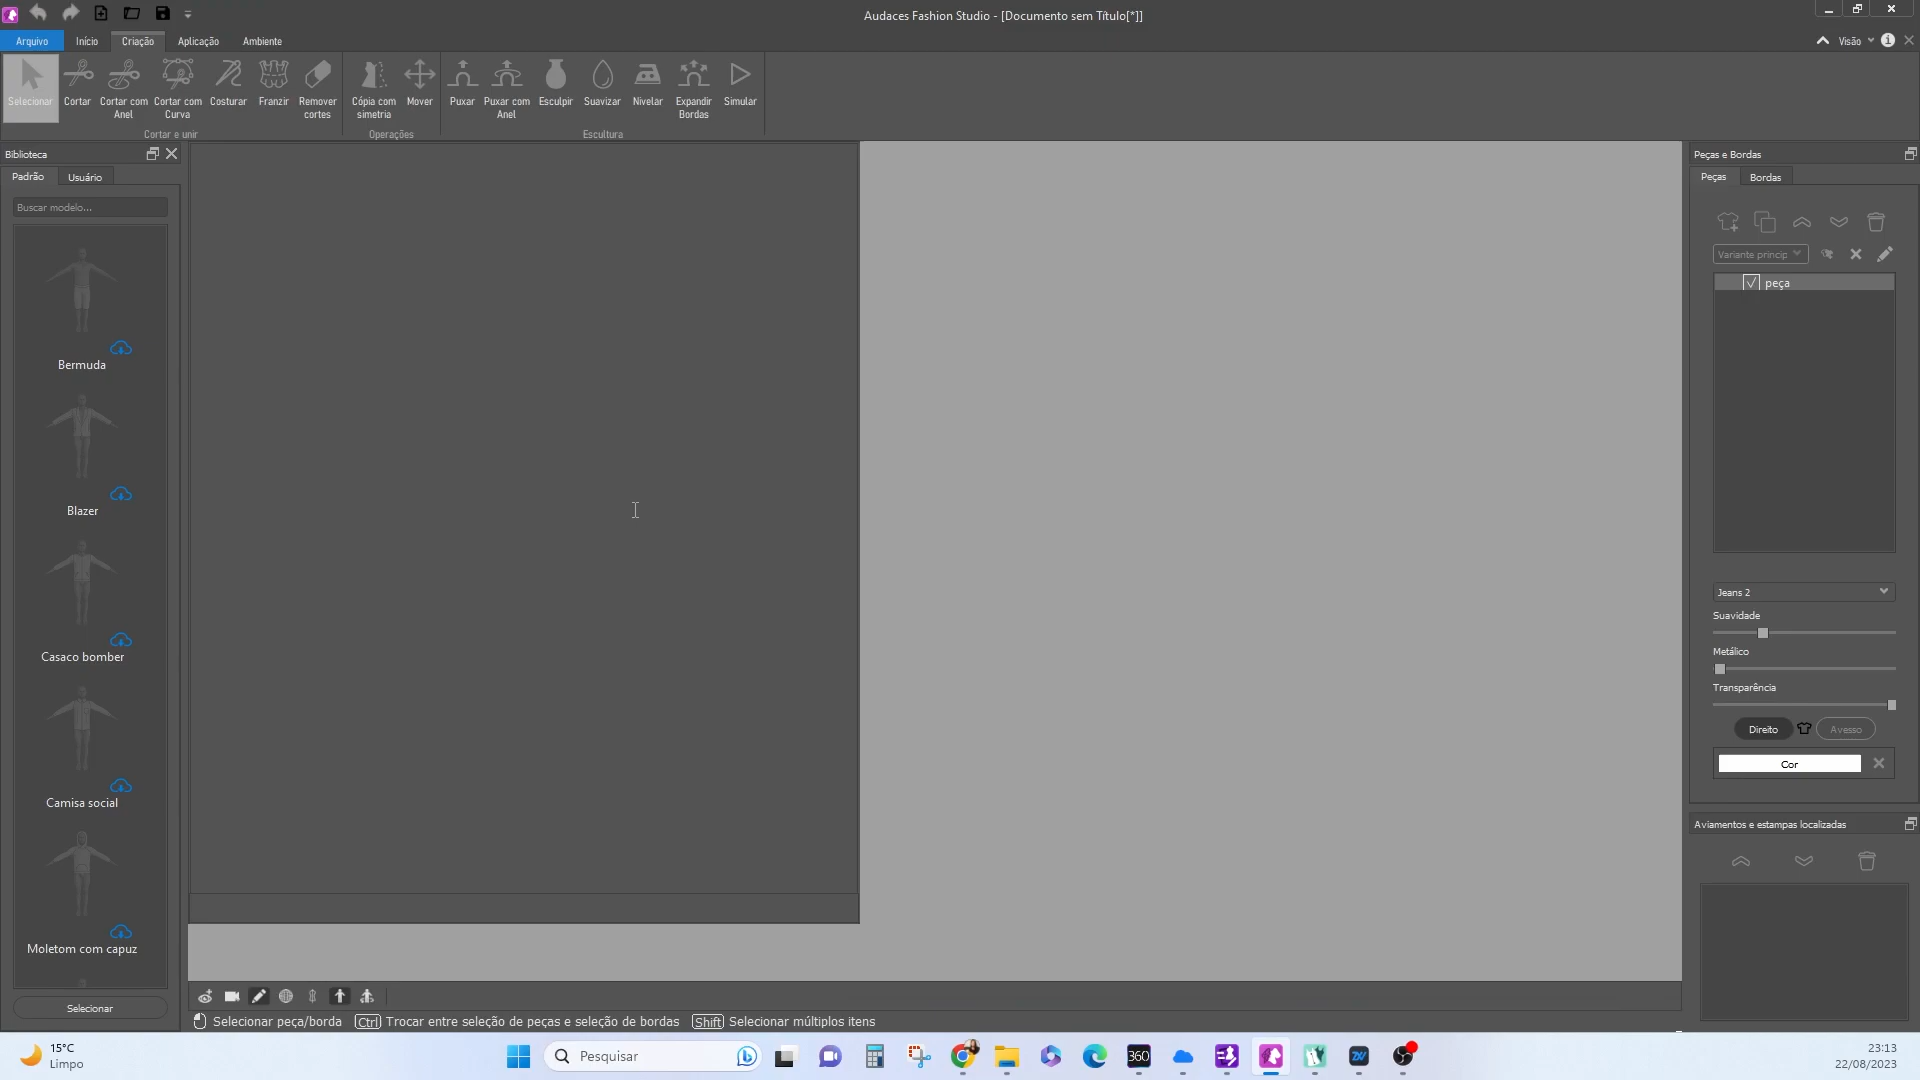 Audaces Fashion Studio - [Documento sem Título[*]]
Arquivo Início Criação Aplicação Ambiente Visão
Selecionar Cortar Cortar com Anel Cortar com Curva Costurar Franzir Remover cortes Cópia com simetria Mover Puxar Puxar com Anel Esculpir Suavizar Nivelar Expandir Bordas Simular
Cortar e unir Operações Escultura
Biblioteca
Padrão Usuário
Buscar modelo...
Bermuda
Blazer
Casaco bomber
Camisa social
Moletom com capuz
Selecionar
Peças e Bordas
Peças Bordas
Variante princip
peça
Jeans 2
Suavidade
Metálico
Transparência
Direito Avesso
Cor
Aviamentos e estampas localizadas
Selecionar peça/borda Ctrl Trocar entre seleção de peças e seleção de bordas Shift Selecionar múltiplos itens
15°C
Limpo
Pesquisar
360
23:13
22/08/2023